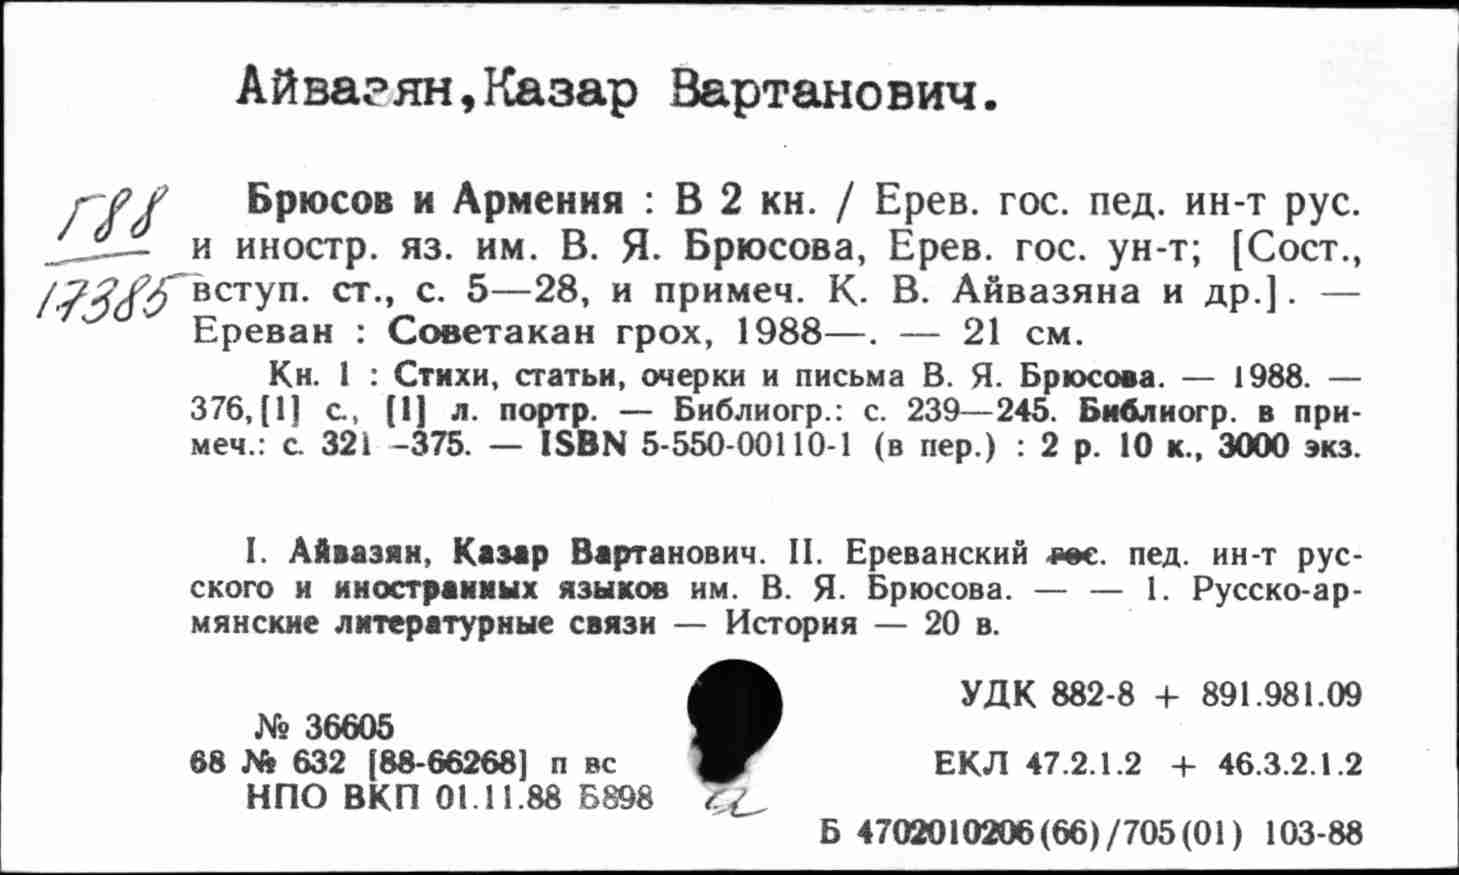 Айвазян, Казар Вартанович.
Г88
17385
Брюсов и Армения : В 2 кн. / Ерев. гос. пед. ин-т рус.
и иностр. яз. им. В. Я. Брюсова, Ерев. гос. ун-т; [Сост.,
вступ. ст., с. 5—28, и примеч. К. В. Айвазяна и др.]. —
Ереван : Советакан грох, 1988—. — 21 см.
Кн. 1 : Стихи, статьи, очерки и письма В. Я. Брюсова. — 1988. —
376,[1] с., [1] л. портр. — Библиогр.: с. 239—245. Библиогр. в при-
меч.: с. 321-375. — ISBN 5-550-00110-1 (в пер.) : 2 р. 10 к., 3000 экз.
I. Айвазян, Казар Вартанович. II. Ереванский гос. пед. ин-т рус-
ского и иностранных языков им. В. Я. Брюсова. — — 1. Русско-ар-
мянские литературные связи — История — 20 в.
УДК 882-8 + 891.981.09
№ 36605
68 № 632 [88-66268] п вс
ЕКЛ 47.2.1.2 + 46.3.2.1.2
НПО ВКП 01.11.88 Б898
а
Б 4702010206(66)/705(01) 103-88